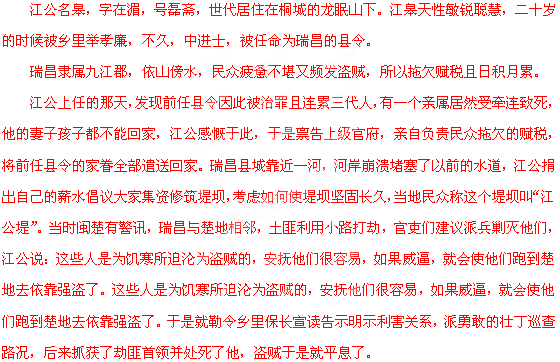 江公名皋，字在湄，号磊斋，世代居住在桐城的龙眠山下。江皋天性敏锐聪慧，二十岁
的时候被乡里举孝廉，不久，中进士，被任命为瑞昌的县令。
瑞昌隶属九江郡，依山傍水，民众疲惫不堪又频发盗贼，所以拖欠赋税且日积月累。
江公上任的那天，发现前任县令因此被治罪且连累三代人，有一个亲属居然受牵连致死，
他的妻子孩子都不能回家，江公感慨于此，于是禀告上级官府，亲自负责民众拖欠的赋税，
将前任县令的家眷全部遣送回家。瑞昌县城靠近一河，河岸崩溃堵塞了以前的水道，江公捐
出自己的薪水倡议大家集资修筑堤坝，考虑如何使堤坝坚固长久，当地民众称这个堤坝叫“江
公堤”。当时闽楚有警讯，瑞昌与楚地相邻，土匪利用小路打劫，官吏们建议派兵剿灭他们，
江公说：这些人是为饥寒所迫沦为盗贼的，安抚他们很容易，如果威逼，就会使他们跑到楚
地去依靠强盗了。这些人是为饥寒所迫沦为盗贼的，安抚他们很容易，如果威逼，就会使他
们跑到楚地去依靠强盗了。于是就勒令乡里保长宣读告示明示利害关系，派勇敢的壮丁巡查
路况，后来抓获了劫匪首领并处死了他，盗贼于是就平息了。